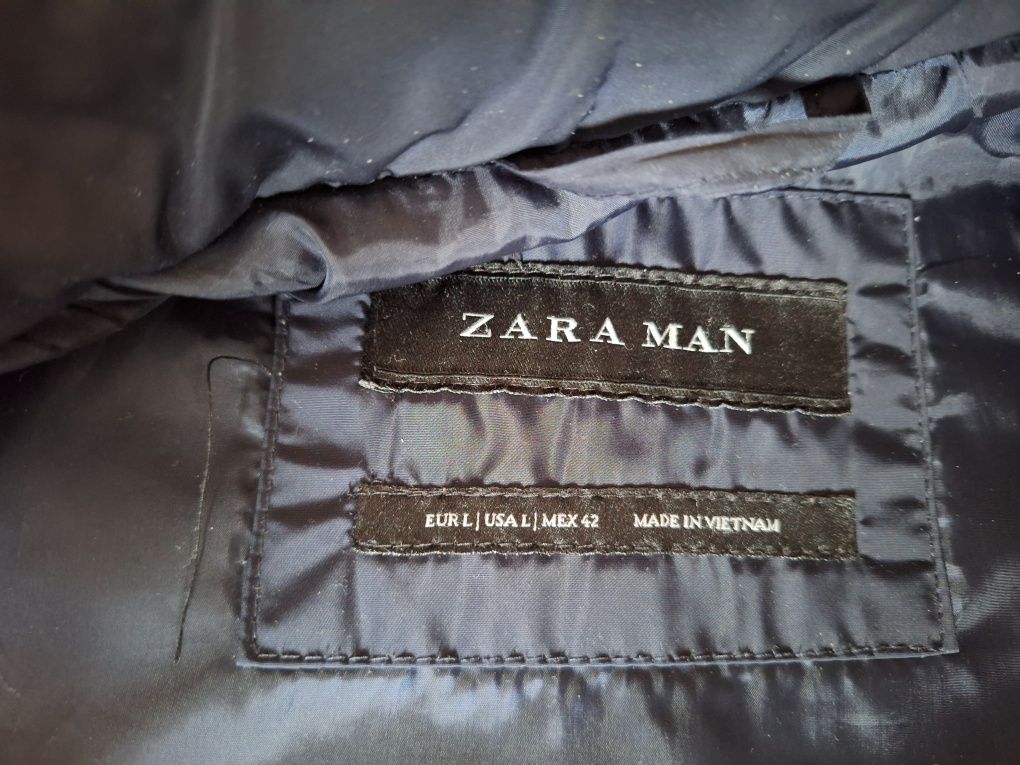 ZARA MAN
EUR L | USA L | MEX 42 MADE IN VIETNAM